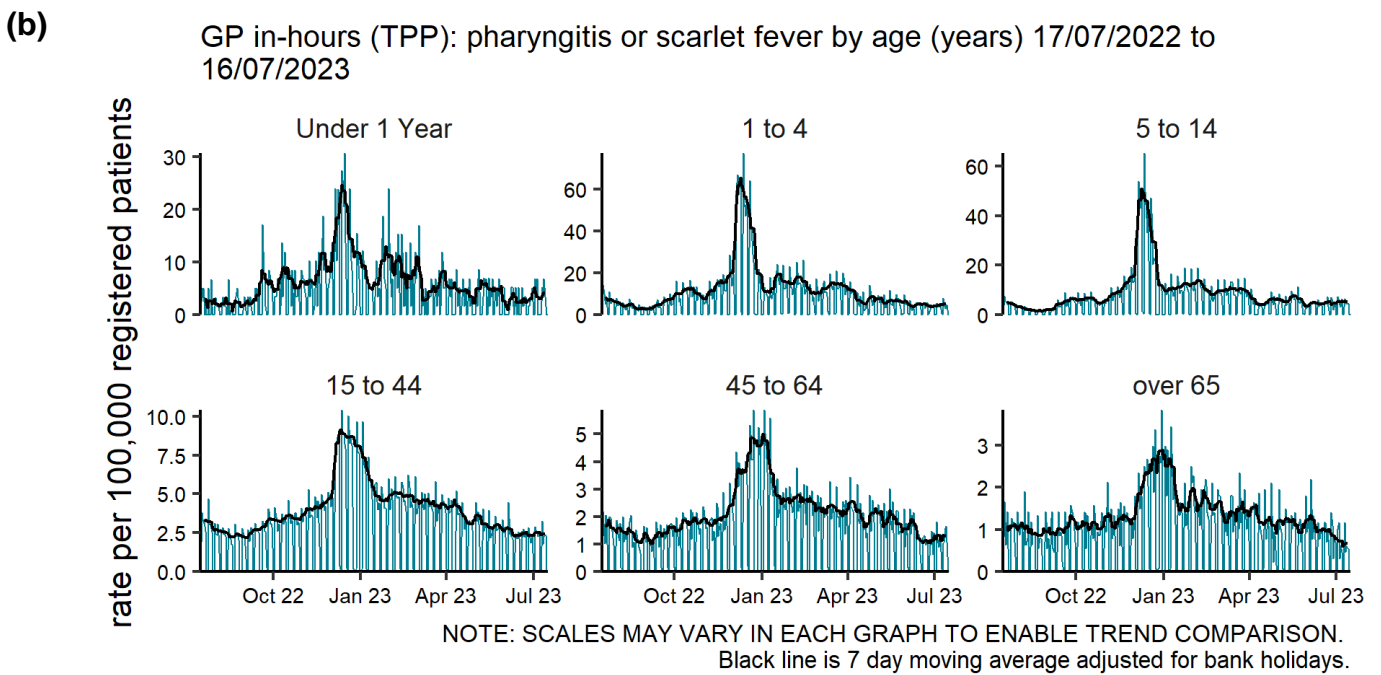 (b)
GP in-hours (TPP): pharyngitis or scarlet fever by age (years) 17/07/2022 to
16/07/2023
rate per 100,000 registered patients
Under 1 Year
30
20
10
0
1 to 4
60
40
20
0
5 to 14
60
40
20
0
15 to 44
10.0
7.5
5.0
2.5
0.0
Oct 22 Jan 23 Apr 23 Jul 23
45 to 64
5
4
3
2
1
0
Oct 22 Jan 23 Apr 23 Jul 23
over 65
3
2
1
0
Oct 22 Jan 23 Apr 23 Jul 23
NOTE: SCALES MAY VARY IN EACH GRAPH TO ENABLE TREND COMPARISON.
Black line is 7 day moving average adjusted for bank holidays.